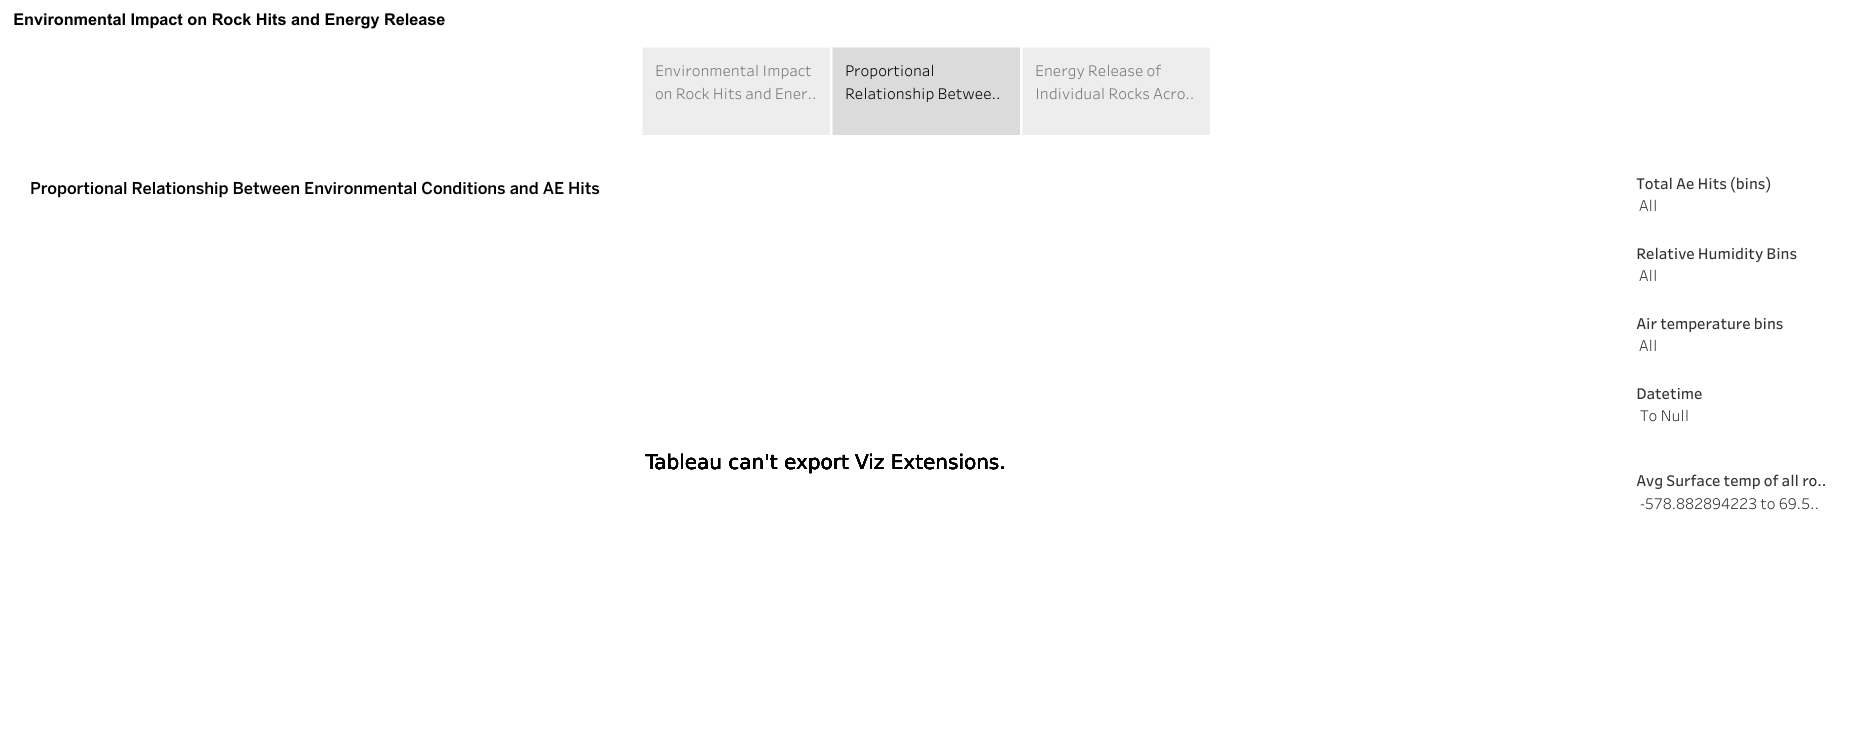 Environmental Impact on Rock Hits and Energy Release
Environmental Impact
on Rock Hits and Ener..
Proportional
Relationship Betwee..
Energy Release of
Individual Rocks Acro..
Proportional Relationship Between Environmental Conditions and AE Hits
Total Ae Hits (bins)
All
Relative Humidity Bins
All
Air temperature bins
All
Datetime
To Null
Avg Surface temp of all ro..
-578.882894223 to 69.5..
Tableau can't export Viz Extensions.